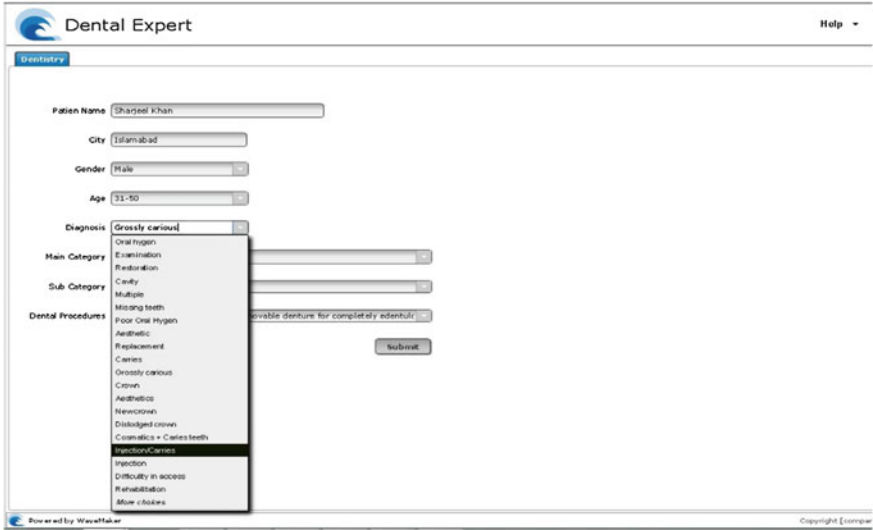 Dental Expert
Help
Dentistry
Patien Name Sharjeel Khan
City Islamabad
Gender Male
Age 31-50
Diagnosis Grossly carious
Oral hygen
Main Category Examination
Restoration
Sub Category Cavity
Multiple
Missing teeth
Dental Procedures Poor Oral Hygen ovable denture for completely edentulc
Aesthelic
Replacement
Submit
Carries
Grossly carious
Crown
Aesthetics
Newcrown
Dislodged crown
Cosmatics + Caries teeth
Injection/Carries
Injection
Difficulty in access
Rehabilitation
More choices
Powered by WaveMaker
Copyright [compar